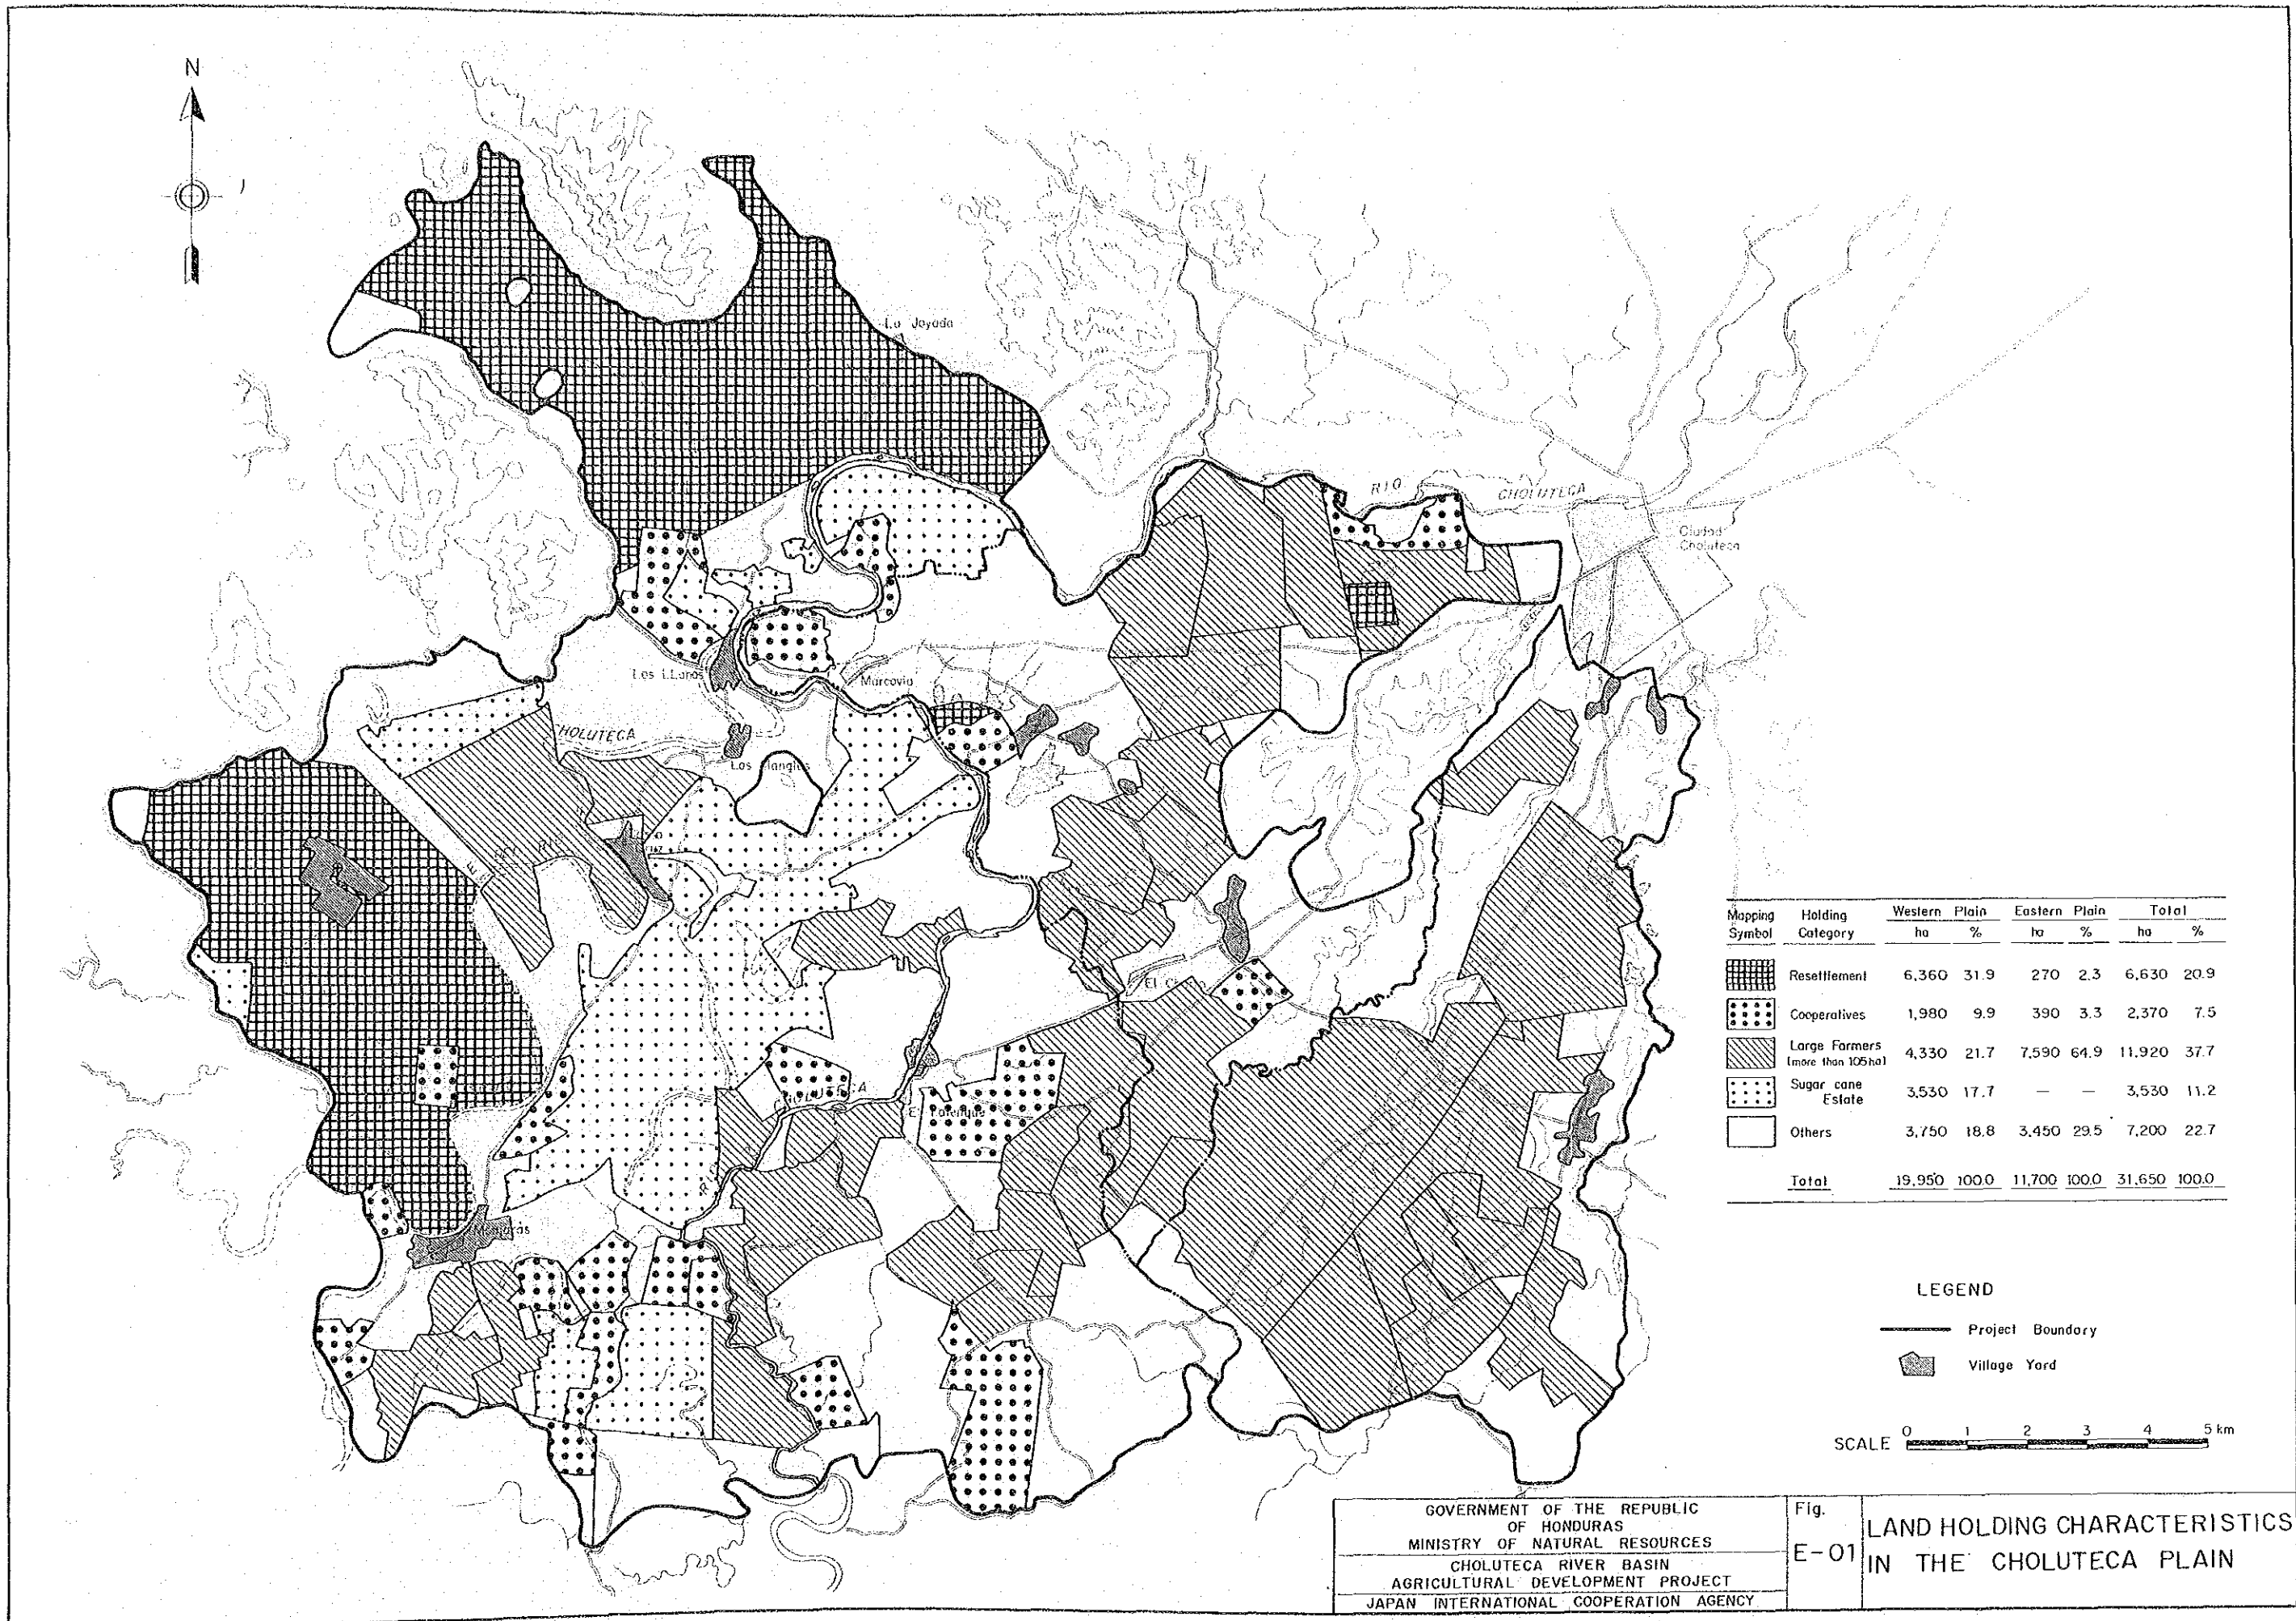 N
La Jayada
RIO CHOLUTECA
Ciudad
Choluteca
Los LLanos
Marcovia
HOLUTECA
Los Mangles
Monjaras
Mapping Symbol Holding Category Western Plain Eastern Plain Total
ha % ha % ha %
Resettlement 6,360 31.9 270 2.3 6,630 20.9
Cooperatives 1,980 9.9 390 3.3 2,370 7.5
Large Farmers (more than 105ha) 4,330 21.7 7,590 64.9 11,920 37.7
Sugar cane Estate 3,530 17.7 — — 3,530 11.2
Others 3,750 18.8 3,450 29.5 7,200 22.7
Total 19,950 100.0 11,700 100.0 31,650 100.0
LEGEND
Project Boundary
Village Yard
SCALE 0 1 2 3 4 5 km
GOVERNMENT OF THE REPUBLIC
OF HONDURAS
MINISTRY OF NATURAL RESOURCES
CHOLUTECA RIVER BASIN
AGRICULTURAL DEVELOPMENT PROJECT
JAPAN INTERNATIONAL COOPERATION AGENCY
Fig.
E-01
LAND HOLDING CHARACTERISTICS
IN THE CHOLUTECA PLAIN